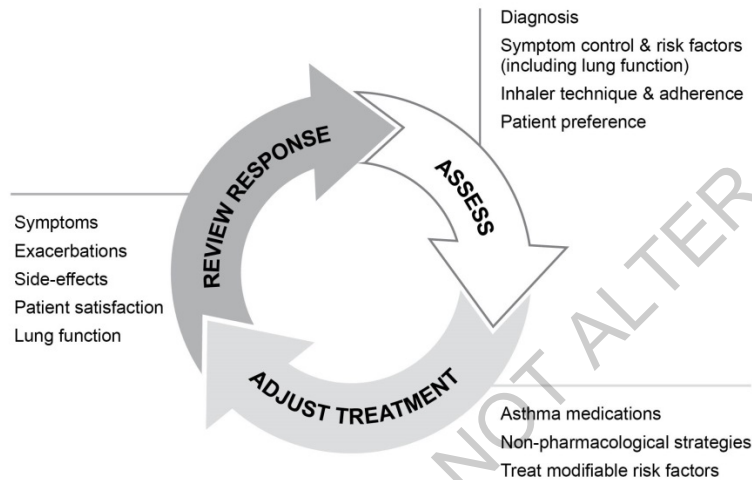 Diagnosis
Symptom control & risk factors
(including lung function)
Inhaler technique & adherence
Patient preference
REVIEW RESPONSE
ASSESS
Symptoms
Exacerbations
Side-effects
Patient satisfaction
Lung function
ADJUST TREATMENT
Asthma medications
Non-pharmacological strategies
Treat modifiable risk factors
NOT ALTER